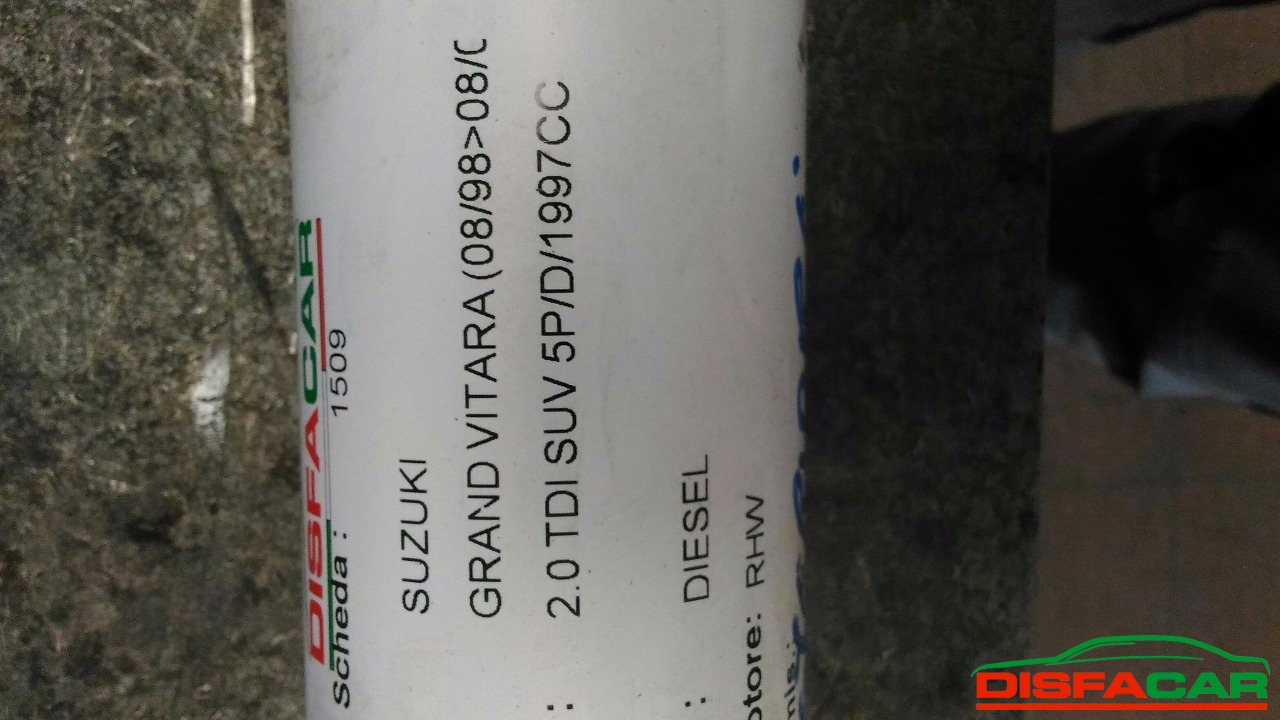 DISFACAR
Scheda : 1509
SUZUKI
GRAND VITARA (08/98>08/0
: 2.0 TDI SUV 5P/D/1997CC
: DIESEL
otore: RHW
DISFACAR